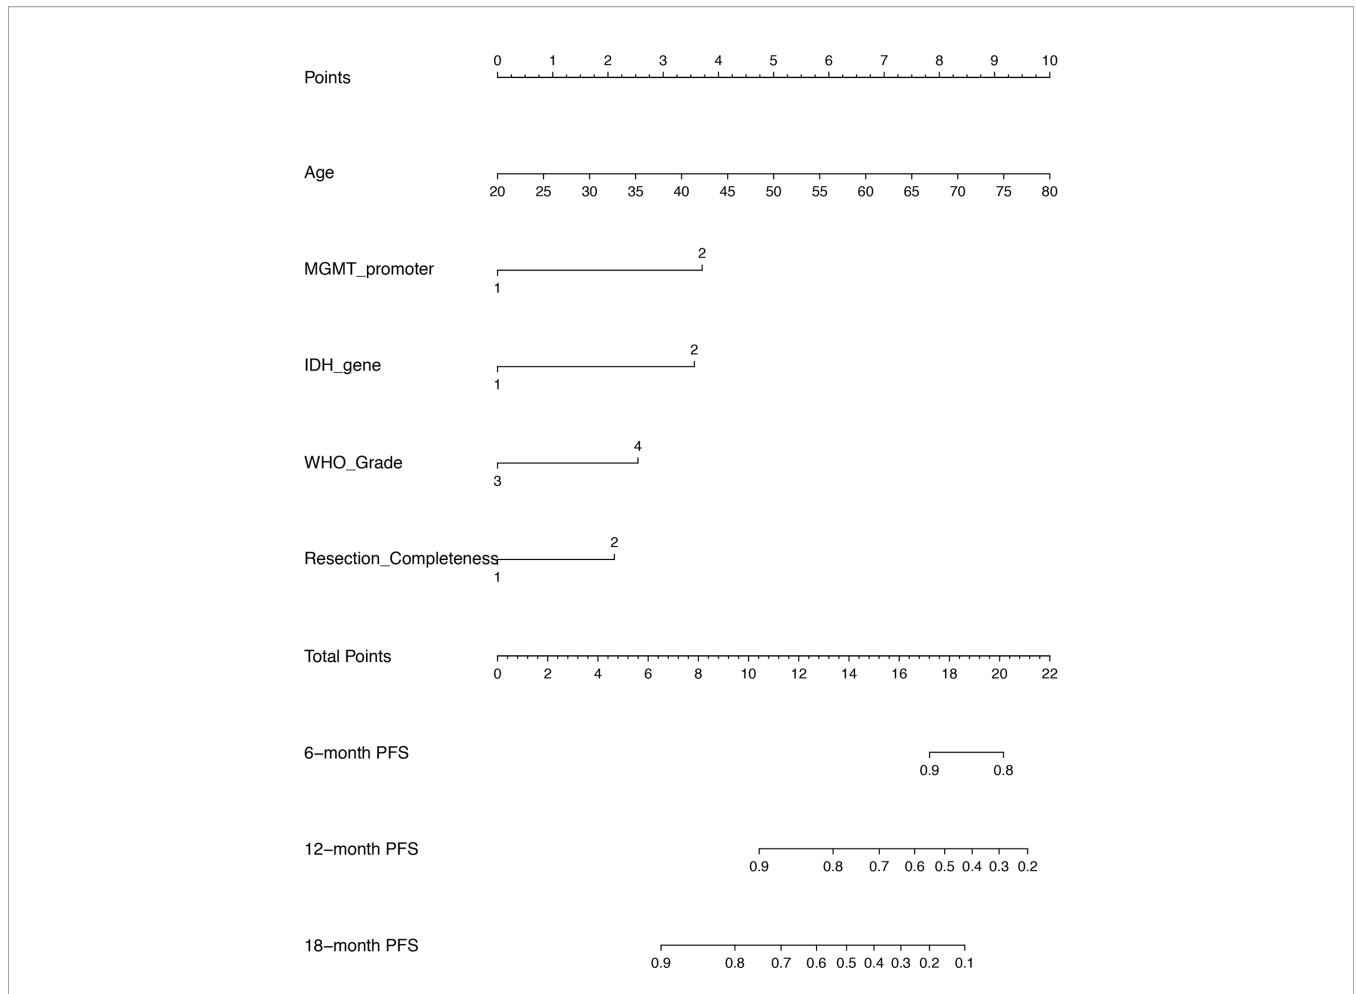 0 1 2 3 4 5 6 7 8 9 10
Points
Age
20 25 30 35 40 45 50 55 60 65 70 75 80
2
MGMT_promoter
1
2
IDH_gene
1
4
WHO_Grade
3
2
Resection_Completeness
1
Total Points
0 2 4 6 8 10 12 14 16 18 20 22
6–month PFS
0.9 0.8
12–month PFS
0.9 0.8 0.7 0.6 0.5 0.4 0.3 0.2
18–month PFS
0.9 0.8 0.7 0.6 0.5 0.4 0.3 0.2 0.1